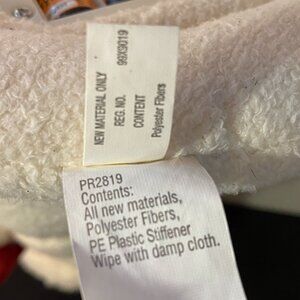 NEW MATERIAL ONLY
REG. NO. 99X9019
CONTENT
Polyester Fibers
PR2819
Contents:
All new materials,
Polyester Fibers,
PE Plastic Stiffener
Wipe with damp cloth.